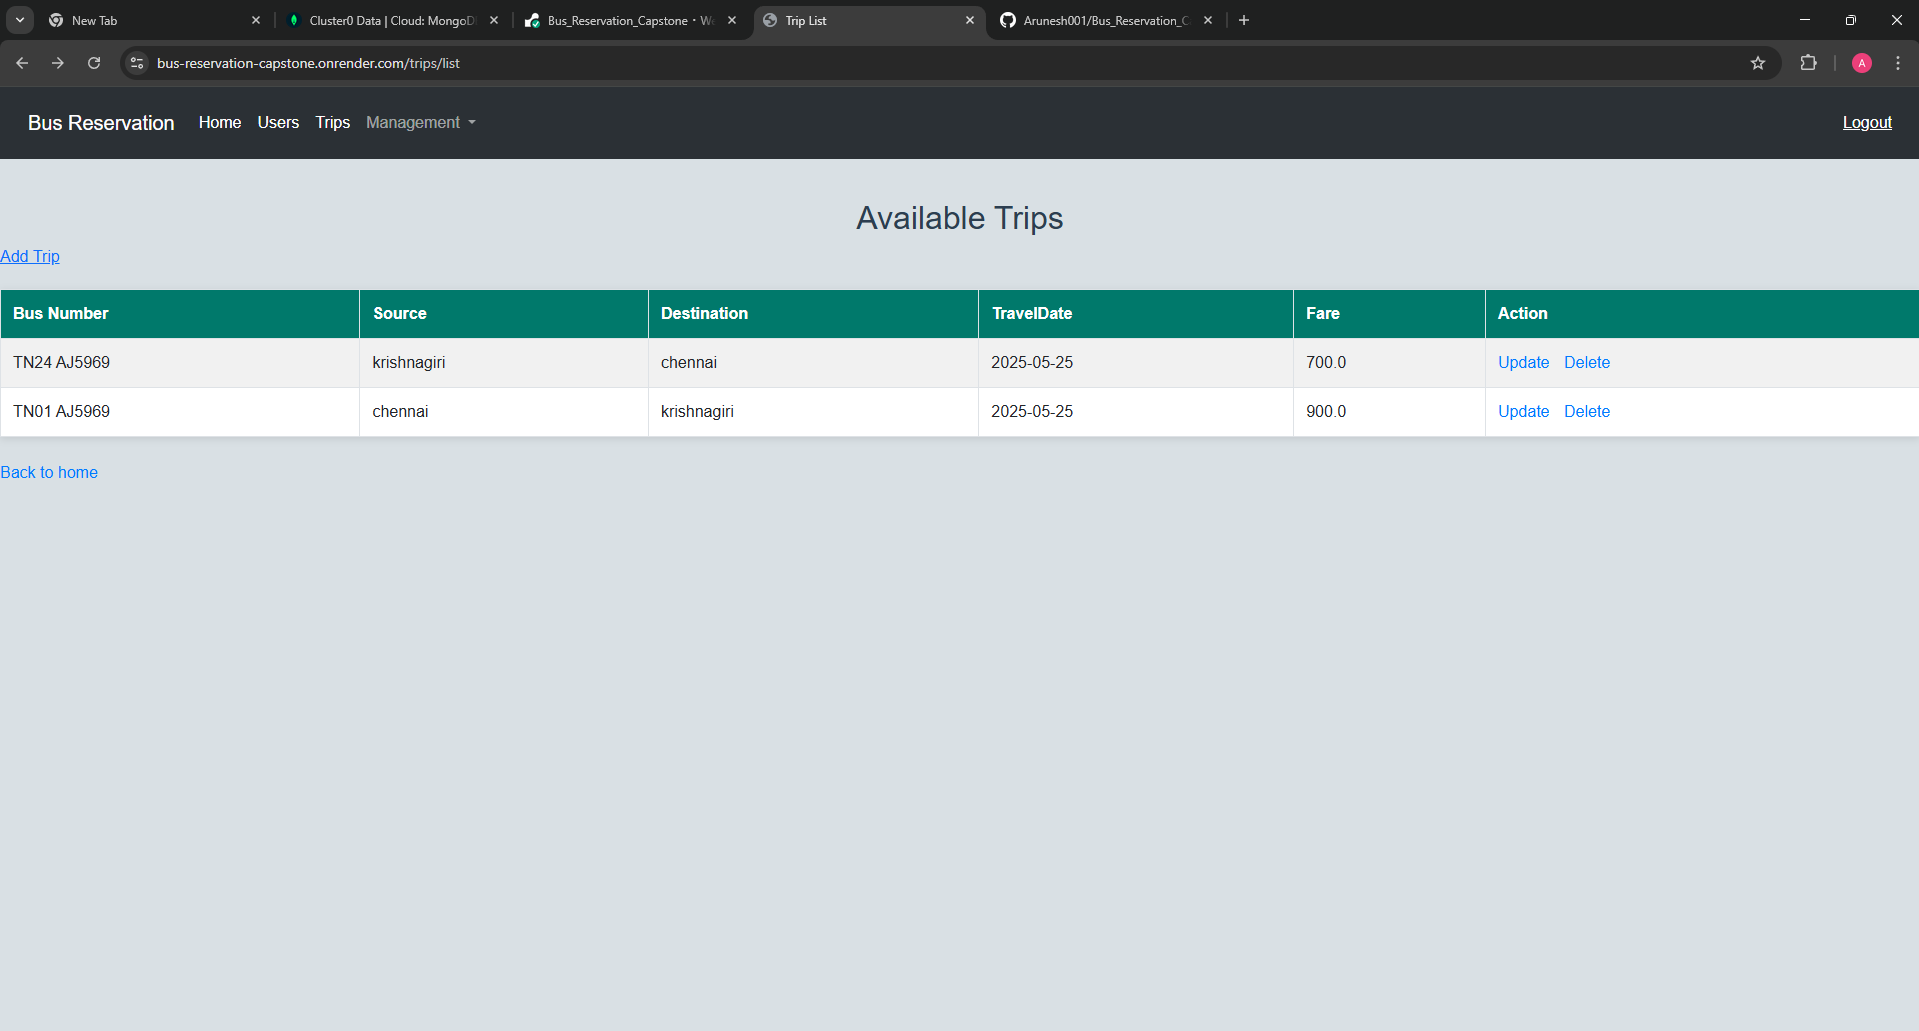 New Tab
Cluster0 Data | Cloud: MongoD
Bus_Reservation_Capstone · We
Trip List
Arunesh001/Bus_Reservation_C
bus-reservation-capstone.onrender.com/trips/list
A
Bus Reservation Home Users Trips Management Logout
Available Trips
Add Trip
Bus Number Source Destination TravelDate Fare Action
TN24 AJ5969 krishnagiri chennai 2025-05-25 700.0 Update Delete
TN01 AJ5969 chennai krishnagiri 2025-05-25 900.0 Update Delete
Back to home